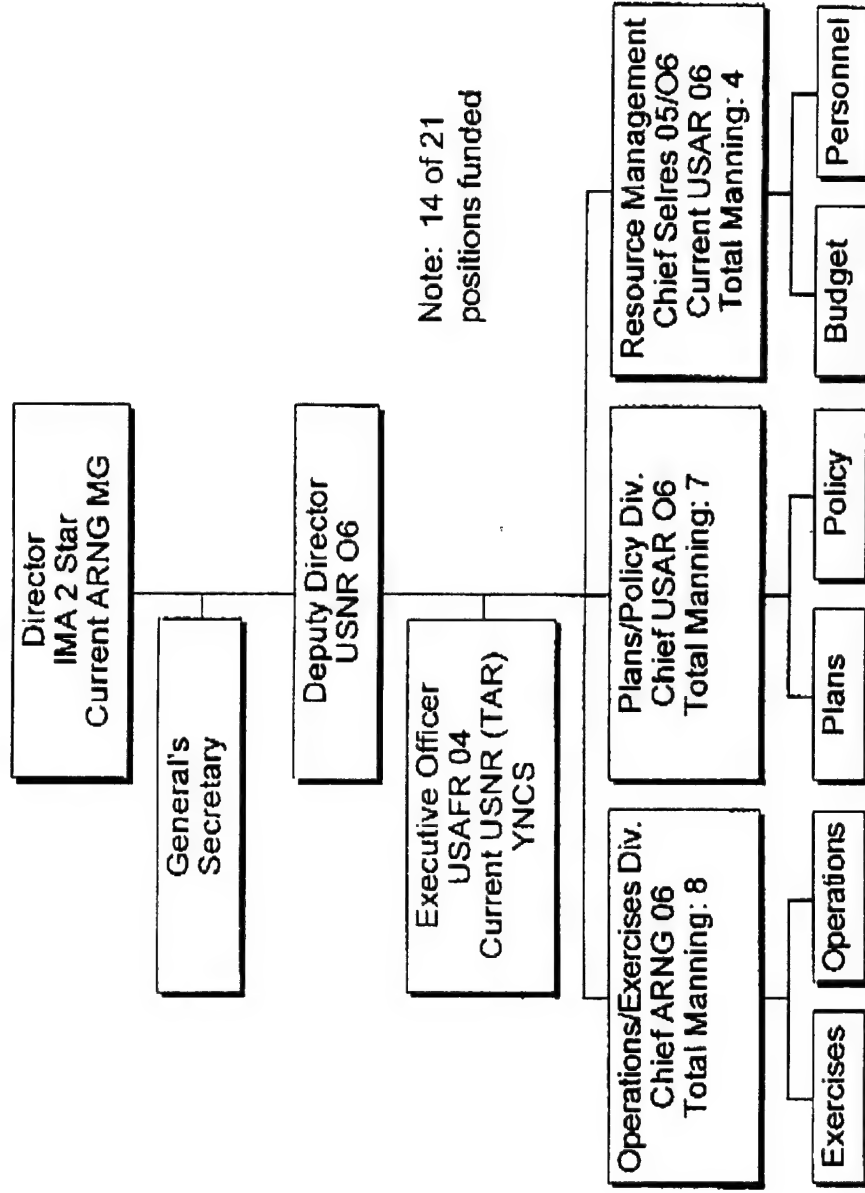 Director
IMA 2 Star
Current ARNG MG
General's
Secretary
Deputy Director
USNR O6
Note: 14 of 21
positions funded
Executive Officer
USAFR 04
Current USNR (TAR)
YNCS
Operations/Exercises Div.
Chief ARNG 06
Total Manning: 8
Plans/Policy Div.
Chief USAR O6
Total Manning: 7
Resource Management
Chief Selres 05/O6
Current USAR 06
Total Manning: 4
Exercises
Operations
Plans
Policy
Budget
Personnel